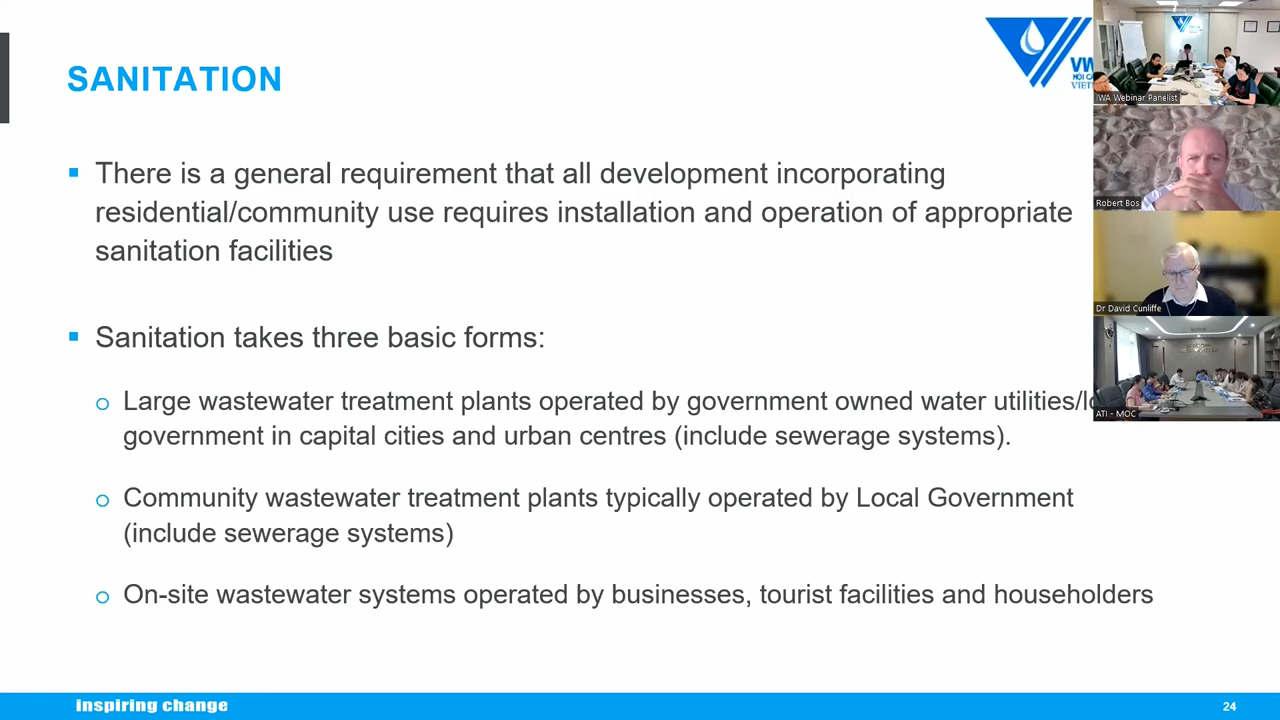 SANITATION
There is a general requirement that all development incorporating
residential/community use requires installation and operation of appropriate
sanitation facilities
Sanitation takes three basic forms:
Large wastewater treatment plants operated by government owned water utilities/lo
government in capital cities and urban centres (include sewerage systems).
Community wastewater treatment plants typically operated by Local Government
(include sewerage systems)
On-site wastewater systems operated by businesses, tourist facilities and householders
inspiring change
24
VW
HỘI C
VIET
IWA Webinar Panelist
Robert Bos
Dr David Cunliffe
ATI - MOC